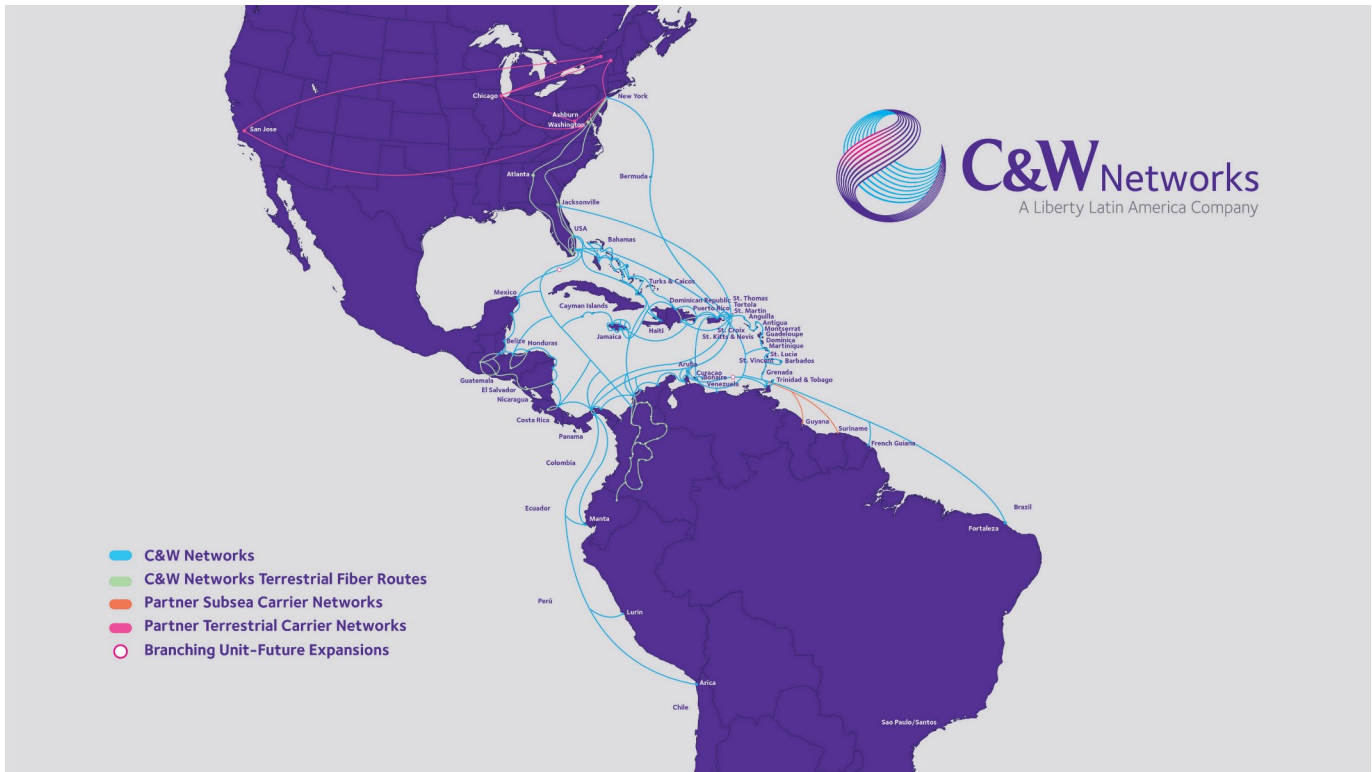 Chicago
New York
Ashburn
Washington
San Jose
Atlanta
Bermuda
Jacksonville
USA
Bahamas
C&W Networks
A Liberty Latin America Company
Turks & Caicos
Mexico
Cayman Islands
Dominican Republic
St. Thomas
Tortola
Puerto Rico
St. Martin
Anguilla
Antigua
Montserrat
Guadeloupe
Dominica
Martinique
St. Croix
St. Kitts & Nevis
Haiti
Jamaica
Belize
Honduras
St. Lucia
St. Vincent
Barbados
Aruba
Curaçao
Bonaire
Venezuela
Grenada
Trinidad & Tobago
Guatemala
El Salvador
Nicaragua
Costa Rica
Panama
Guyana
Suriname
French Guiana
Colombia
Ecuador
Manta
Brazil
Fortaleza
C&W Networks
C&W Networks Terrestrial Fiber Routes
Partner Subsea Carrier Networks
Partner Terrestrial Carrier Networks
Branching Unit-Future Expansions
Perú
Lurin
Arica
Chile
Sao Paulo/Santos